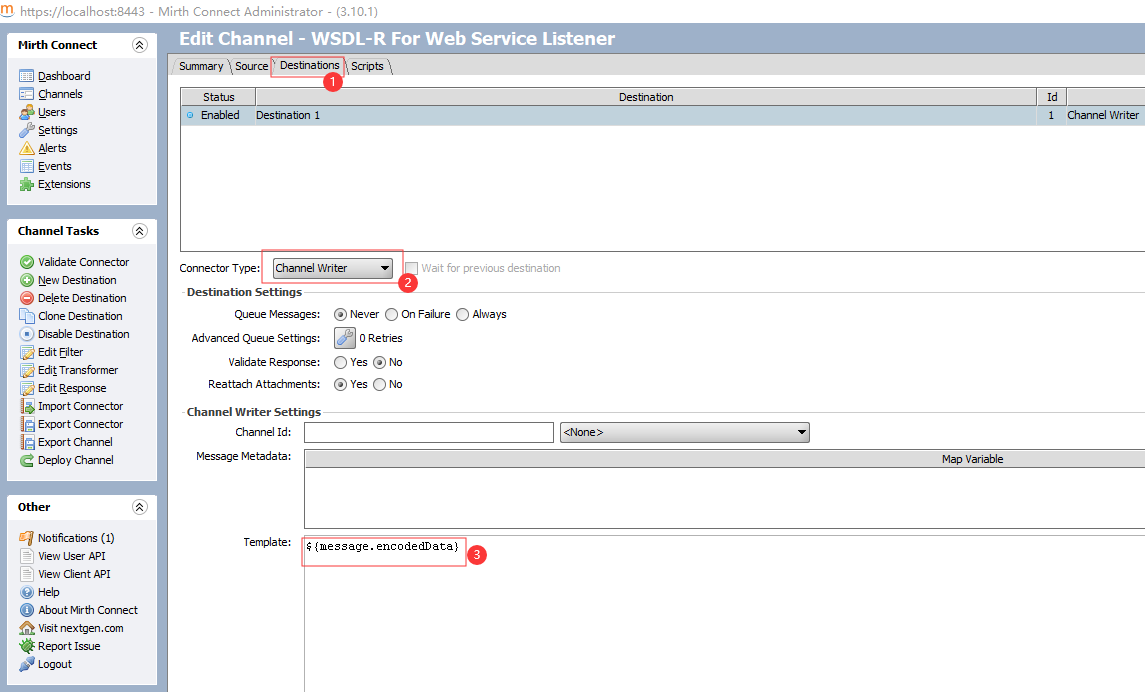 https://localhost:8443 - Mirth Connect Administrator - (3.10.1)
Mirth Connect
Dashboard
Channels
Users
Settings
Alerts
Events
Extensions
Channel Tasks
Validate Connector
New Destination
Delete Destination
Clone Destination
Disable Destination
Edit Filter
Edit Transformer
Edit Response
Import Connector
Export Connector
Export Channel
Deploy Channel
Other
Notifications (1)
View User API
View Client API
Help
About Mirth Connect
Visit nextgen.com
Report Issue
Logout
Edit Channel - WSDL-R For Web Service Listener
Summary Source Destinations Scripts
1
Status Destination Id
Enabled Destination 1 1 Channel Writer
Connector Type: Channel Writer Wait for previous destination
2
Destination Settings
Queue Messages: Never On Failure Always
Advanced Queue Settings: 0 Retries
Validate Response: Yes No
Reattach Attachments: Yes No
Channel Writer Settings
Channel Id: <None>
Message Metadata: Map Variable
Template: ${message.encodedData}
3